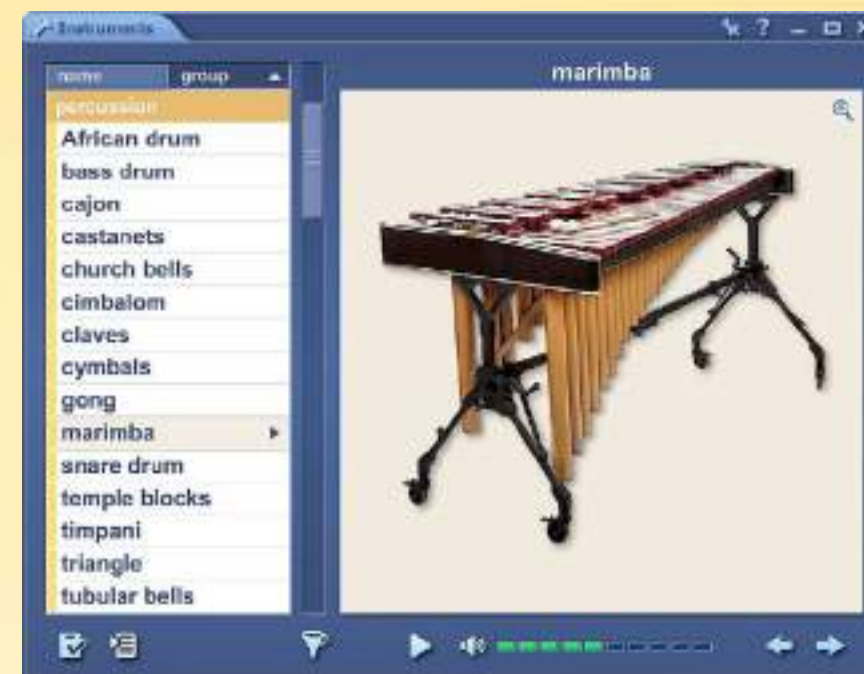 Instruments
?
name group
percussion
African drum
bass drum
cajon
castanets
church bells
cimbalom
claves
cymbals
gong
marimba
snare drum
temple blocks
timpani
triangle
tubular bells
marimba